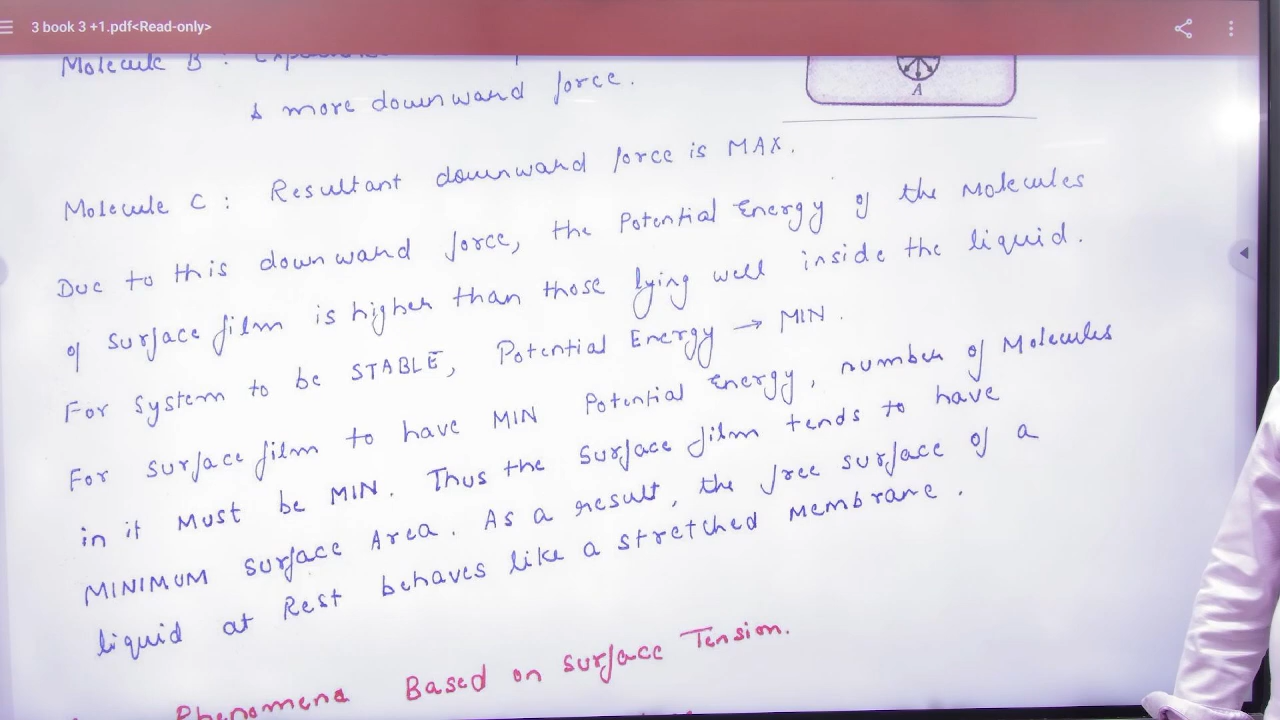 3 book 3 +1.pdf<Read-only>
Molecule B :
& more downward force.
A
Molecule C : Resultant downward force is MAX.
Due to this downward force, the Potential Energy of the Molecules
of surface film is higher than those lying well inside the liquid.
For System to be STABLE, Potential Energy → MIN.
For surface film to have MIN Potential Energy, number of Molecules
in it Must be MIN. Thus the Surface film tends to have
MINIMUM Surface Area. As a result, the free surface of a
liquid at Rest behaves like a stretched Membrane.
Phenomena Based on Surface Tension.